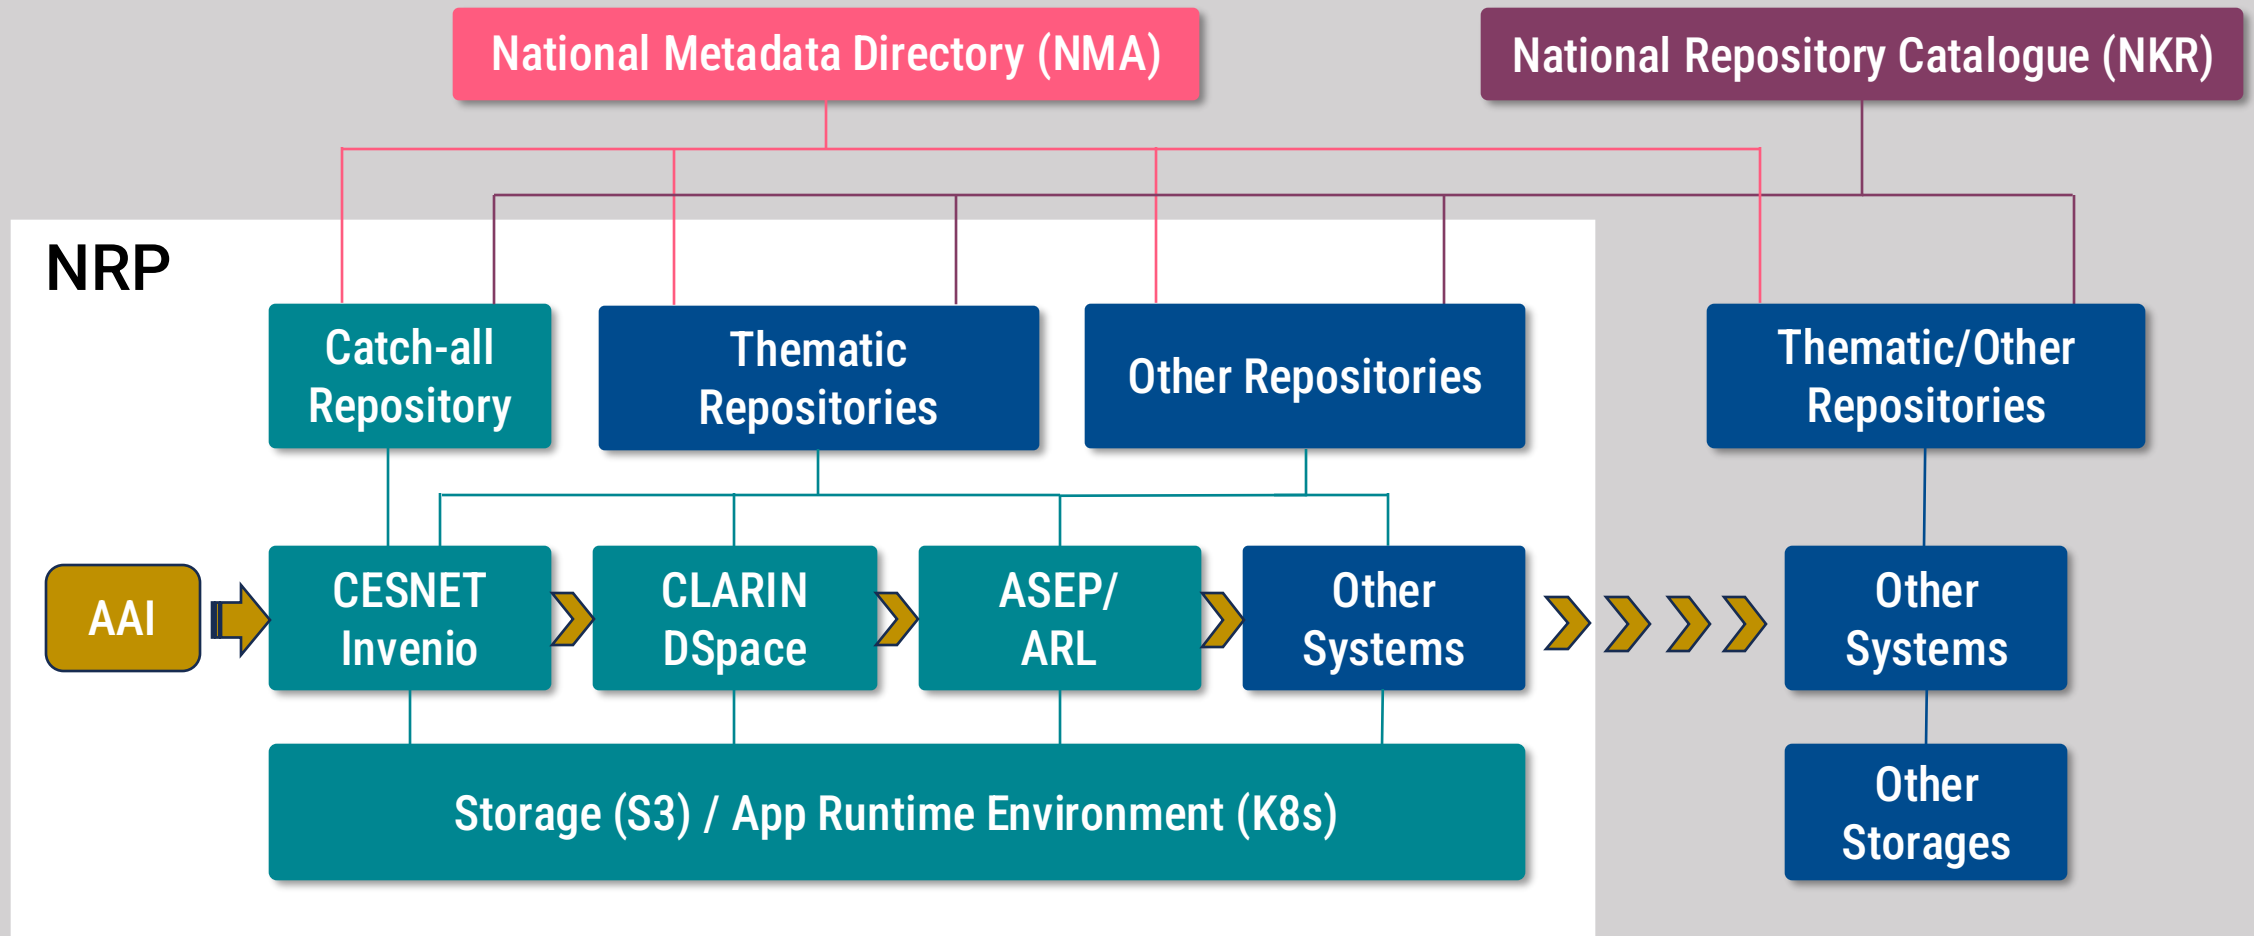 National Metadata Directory (NMA)
National Repository Catalogue (NKR)
NRP
Catch-all
Repository
Thematic
Repositories
Other Repositories
Thematic/Other
Repositories
AAI
CESNET
Invenio
CLARIN
DSpace
ASEP/
ARL
Other
Systems
Other
Systems
Storage (S3) / App Runtime Environment (K8s)
Other
Storages